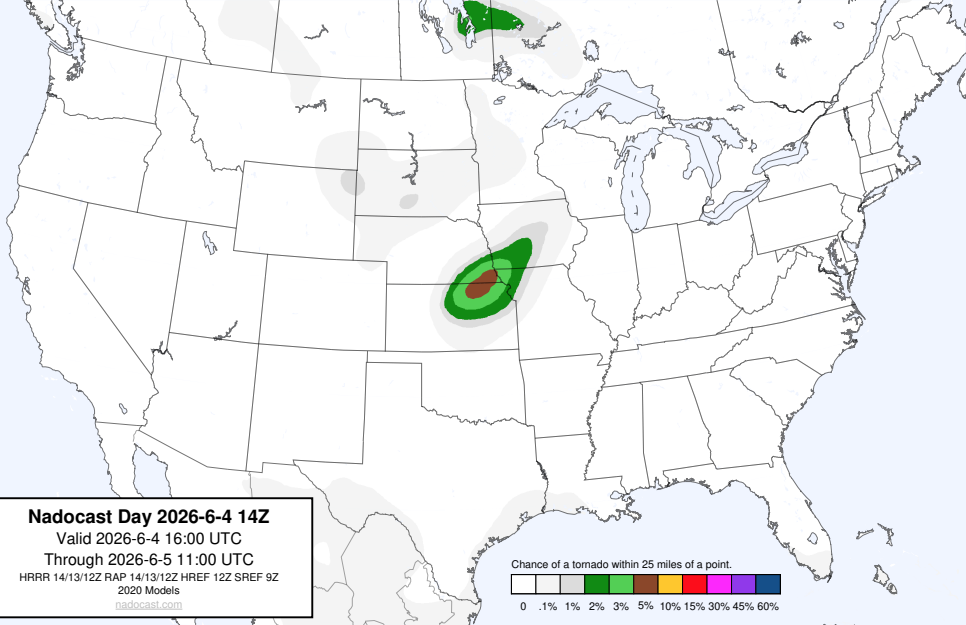 Nadocast Day 2026-6-4 14Z
Valid 2026-6-4 16:00 UTC
Through 2026-6-5 11:00 UTC
HRRR 14/13/12Z RAP 14/13/12Z HREF 12Z SREF 9Z
2020 Models
nadocast.com
Chance of a tornado within 25 miles of a point.
0 .1% 1% 2% 3% 5% 10% 15% 30% 45% 60%